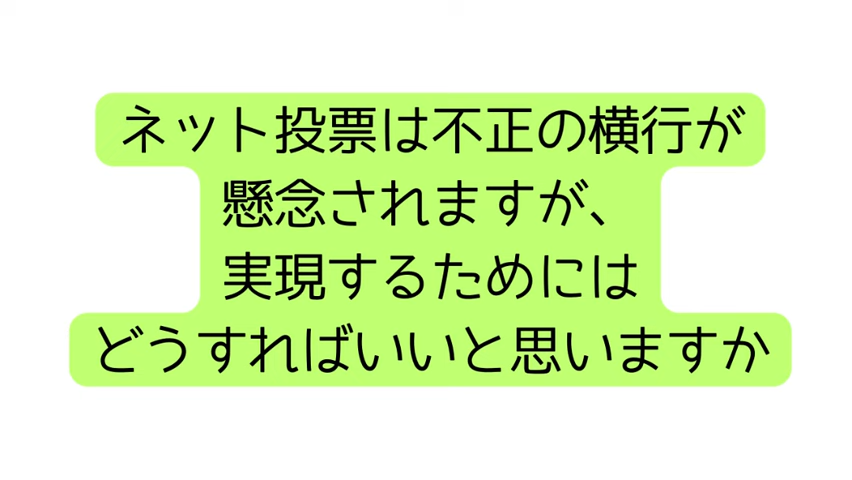 ネット投票は不正の横行が
懸念されますが、
実現するためには
どうすればいいと思いますか